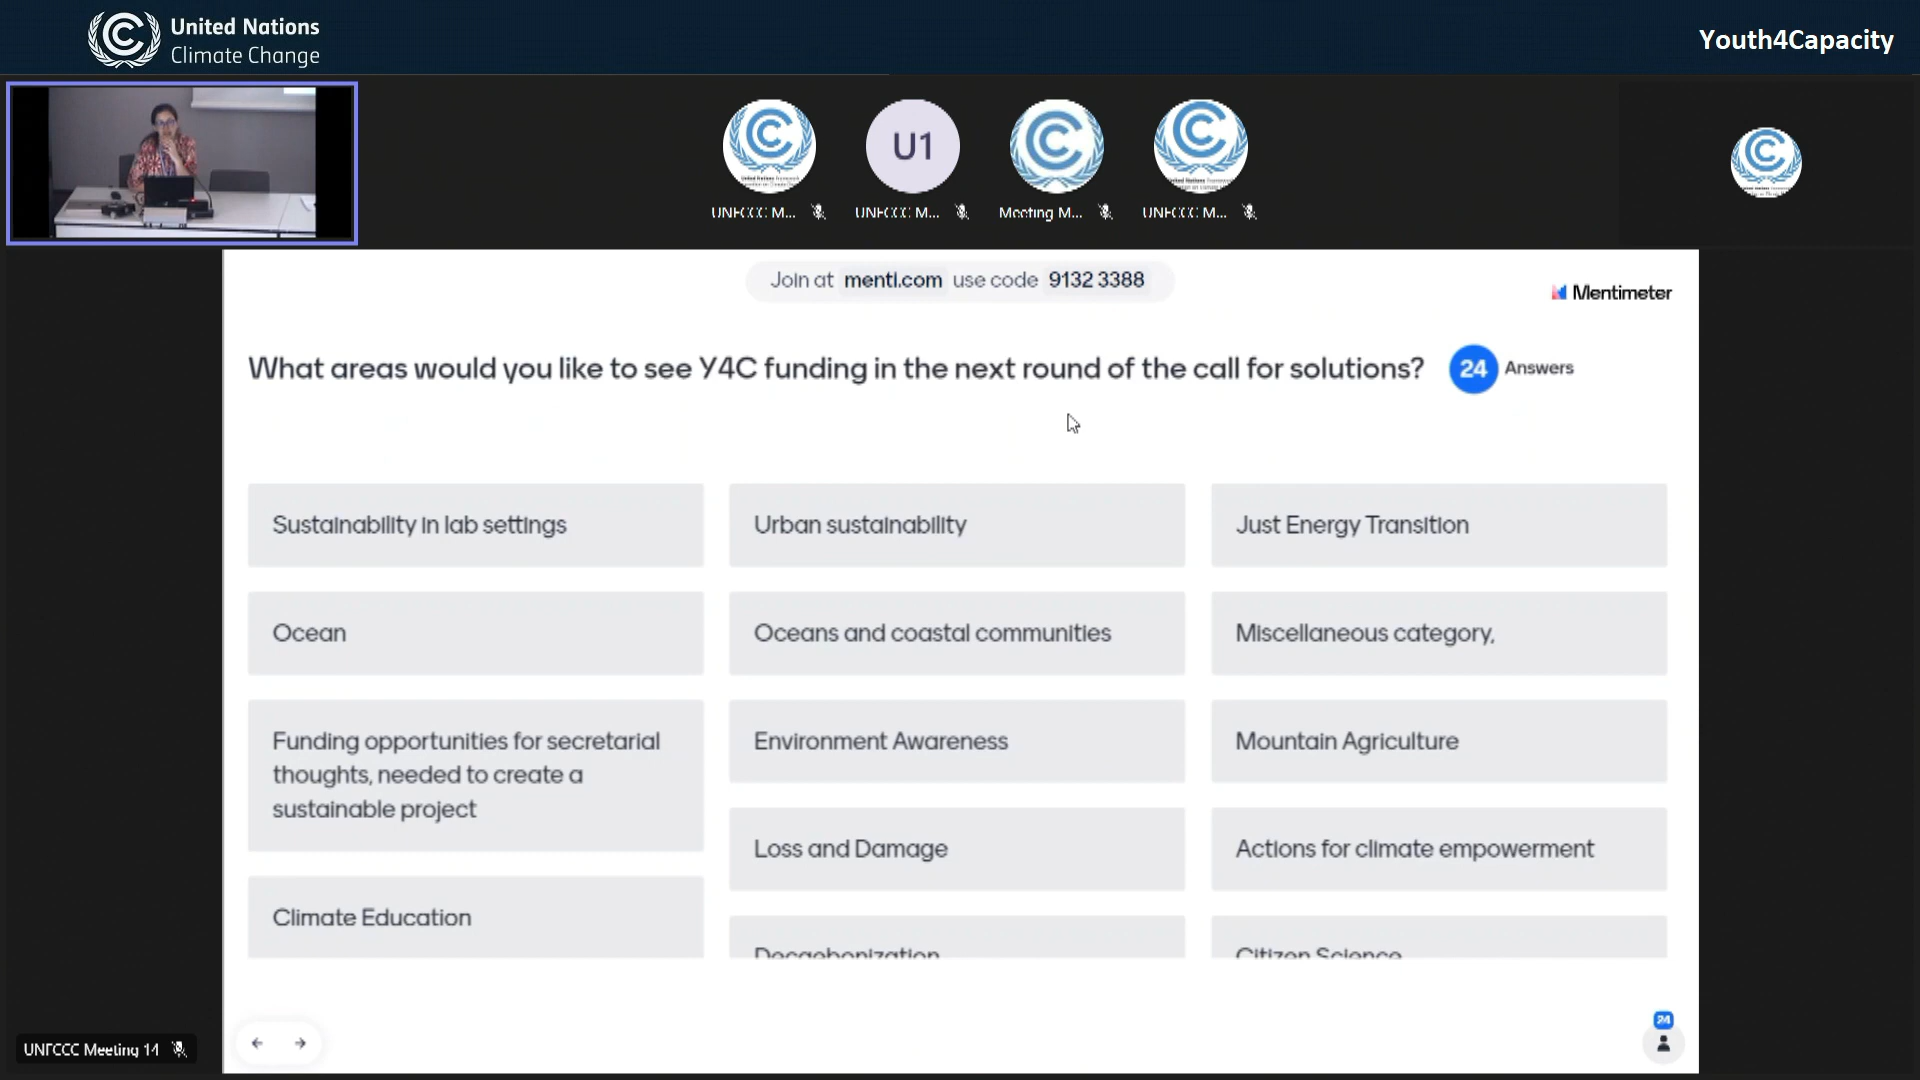 United Nations
Climate Change
Youth4Capacity
U1
UNFCCC M...
UNFCCC M...
Meeting M...
UNFCCC M...
Join at menti.com use code 9132 3388
Mentimeter
What areas would you like to see Y4C funding in the next round of the call for solutions?
24 Answers
Sustainability in lab settings
Urban sustainability
Just Energy Transition
Ocean
Oceans and coastal communities
Miscellaneous category,
Funding opportunities for secretarial
thoughts, needed to create a
sustainable project
Environment Awareness
Mountain Agriculture
Loss and Damage
Actions for climate empowerment
Climate Education
Decaebonization
Citizen Science
24
UNFCCC Meeting 14